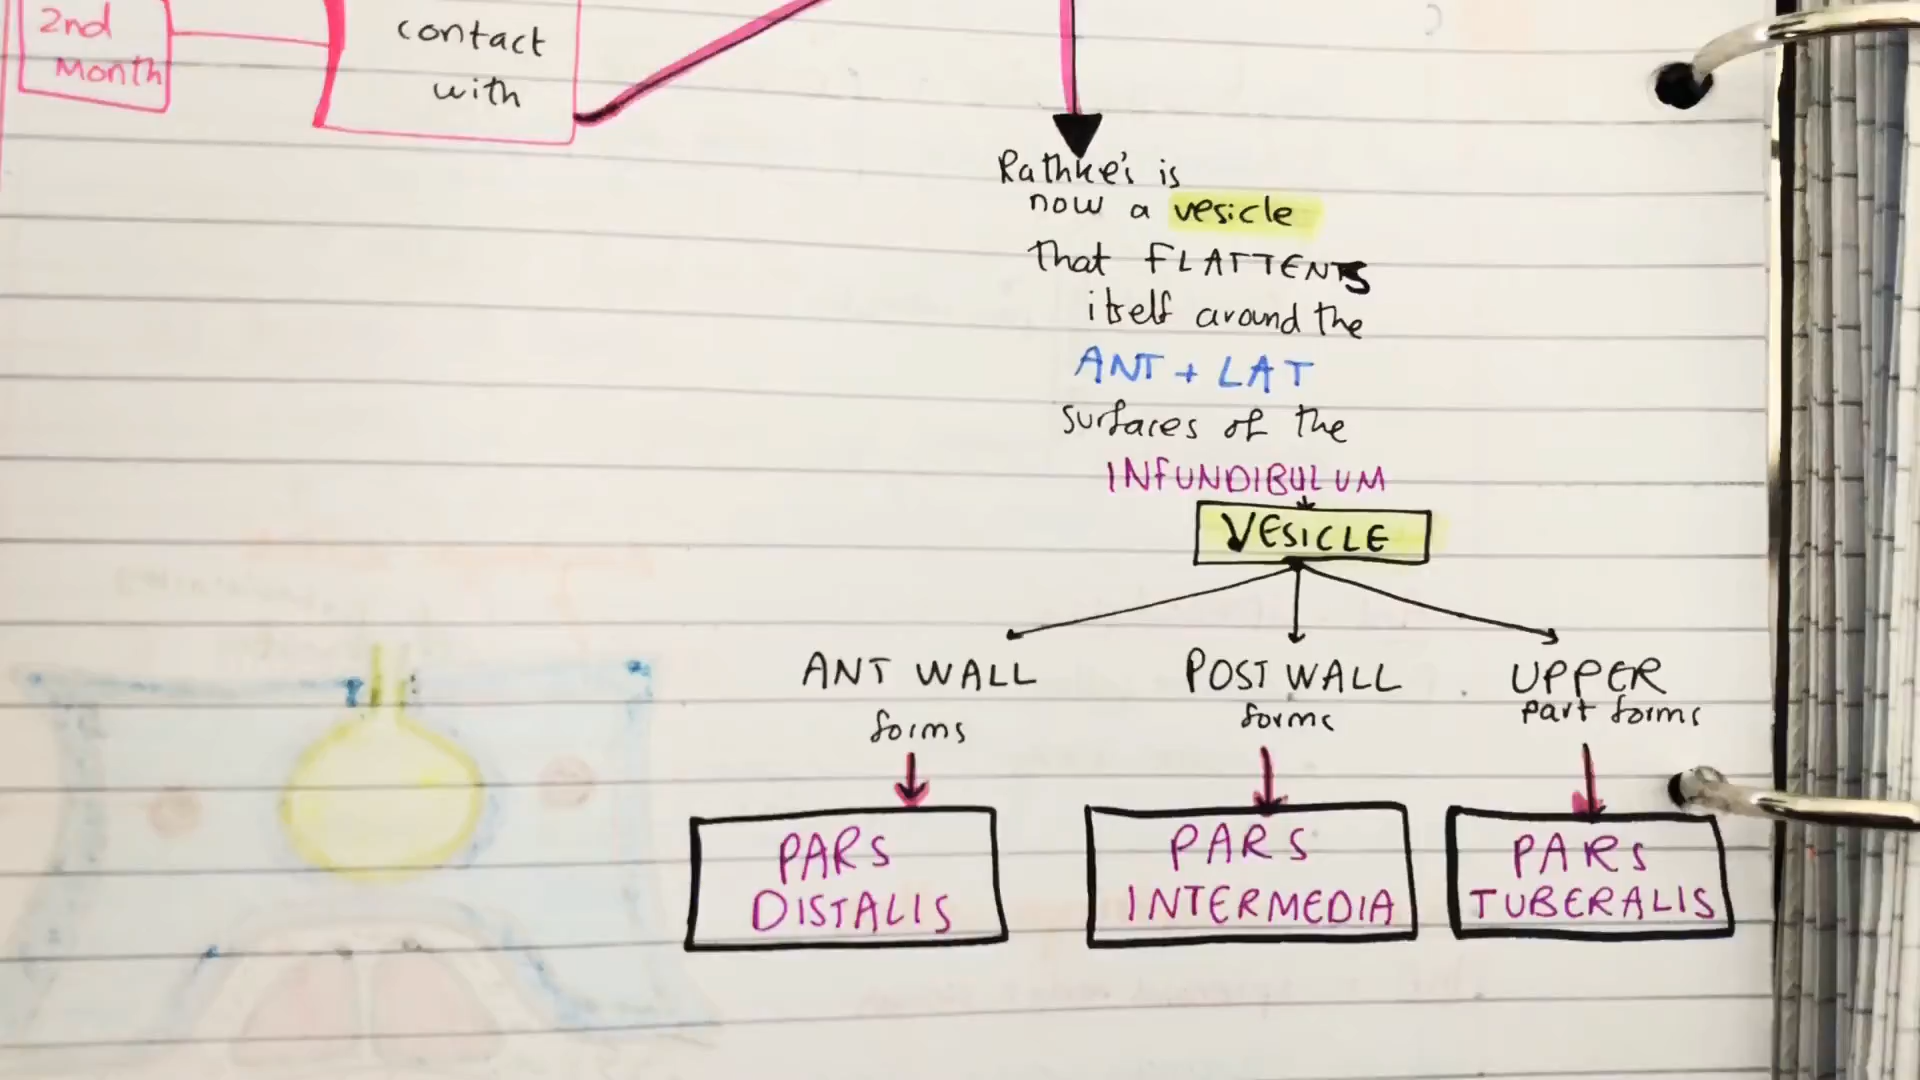 2nd
Month
contact
with
Rathke's is
now a vesicle
that FLATTENS
itself around the
ANT + LAT
surfaces of the
INFUNDIBULUM
VESICLE
ANT WALL
forms
POST WALL
forms
UPPER
part forms
PARS
DISTALIS
PARS
INTERMEDIA
PARS
TUBERALIS